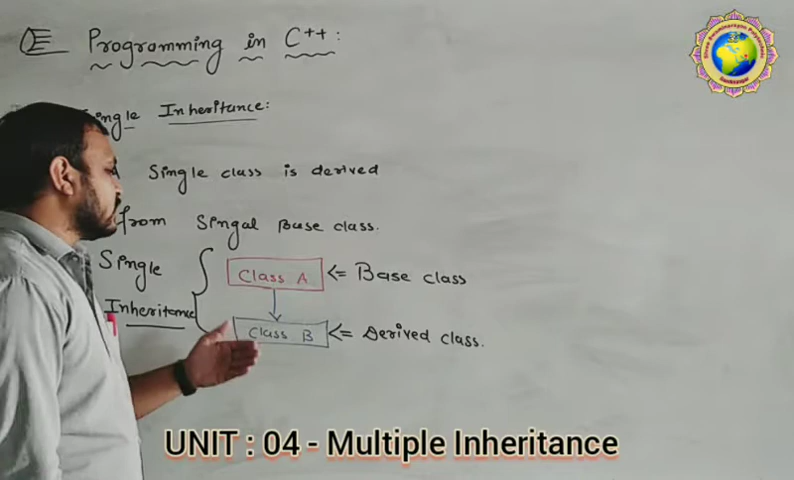 Programming in C++:
Single Inheritance:
Single class is derived
from Singal Base class.
Single Inheritance
Class A <= Base class
Class B <= Derived class.
UNIT : 04 - Multiple Inheritance